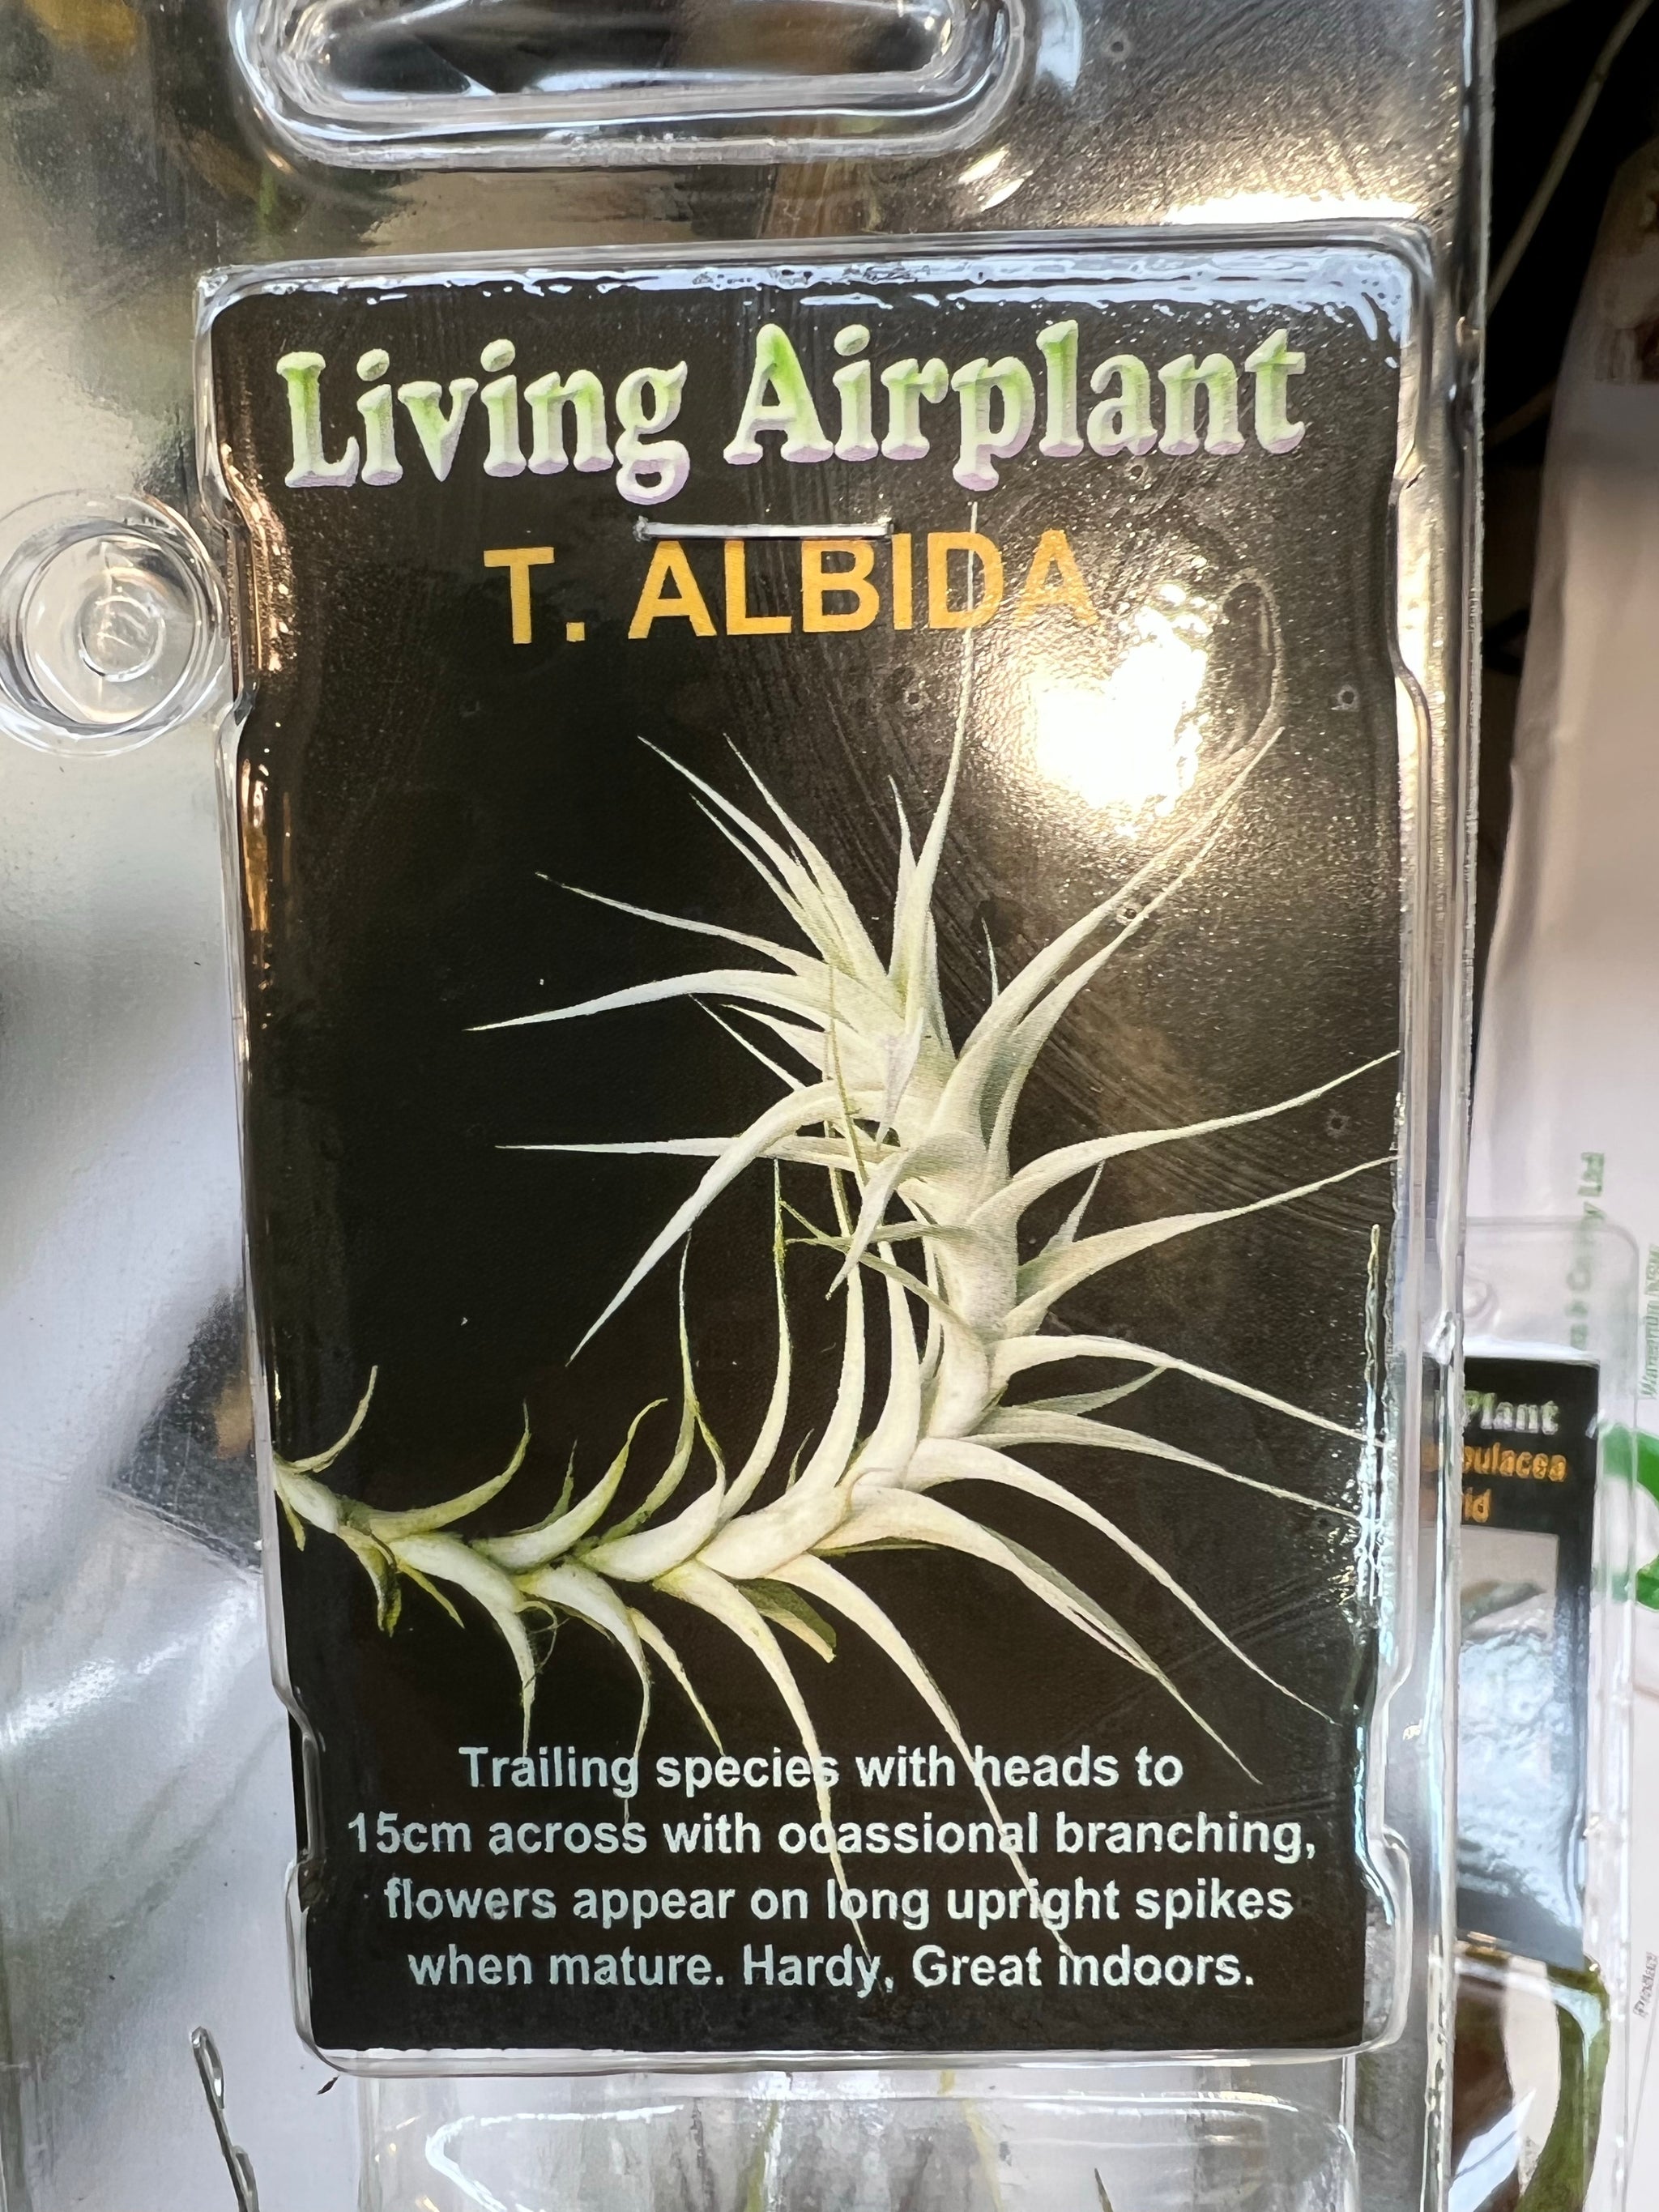 Living Airplant
T. ALBIDA
Trailing species with heads to
15cm across with ocassional branching,
flowers appear on long upright spikes
when mature. Hardy, Great indoors.
Plant